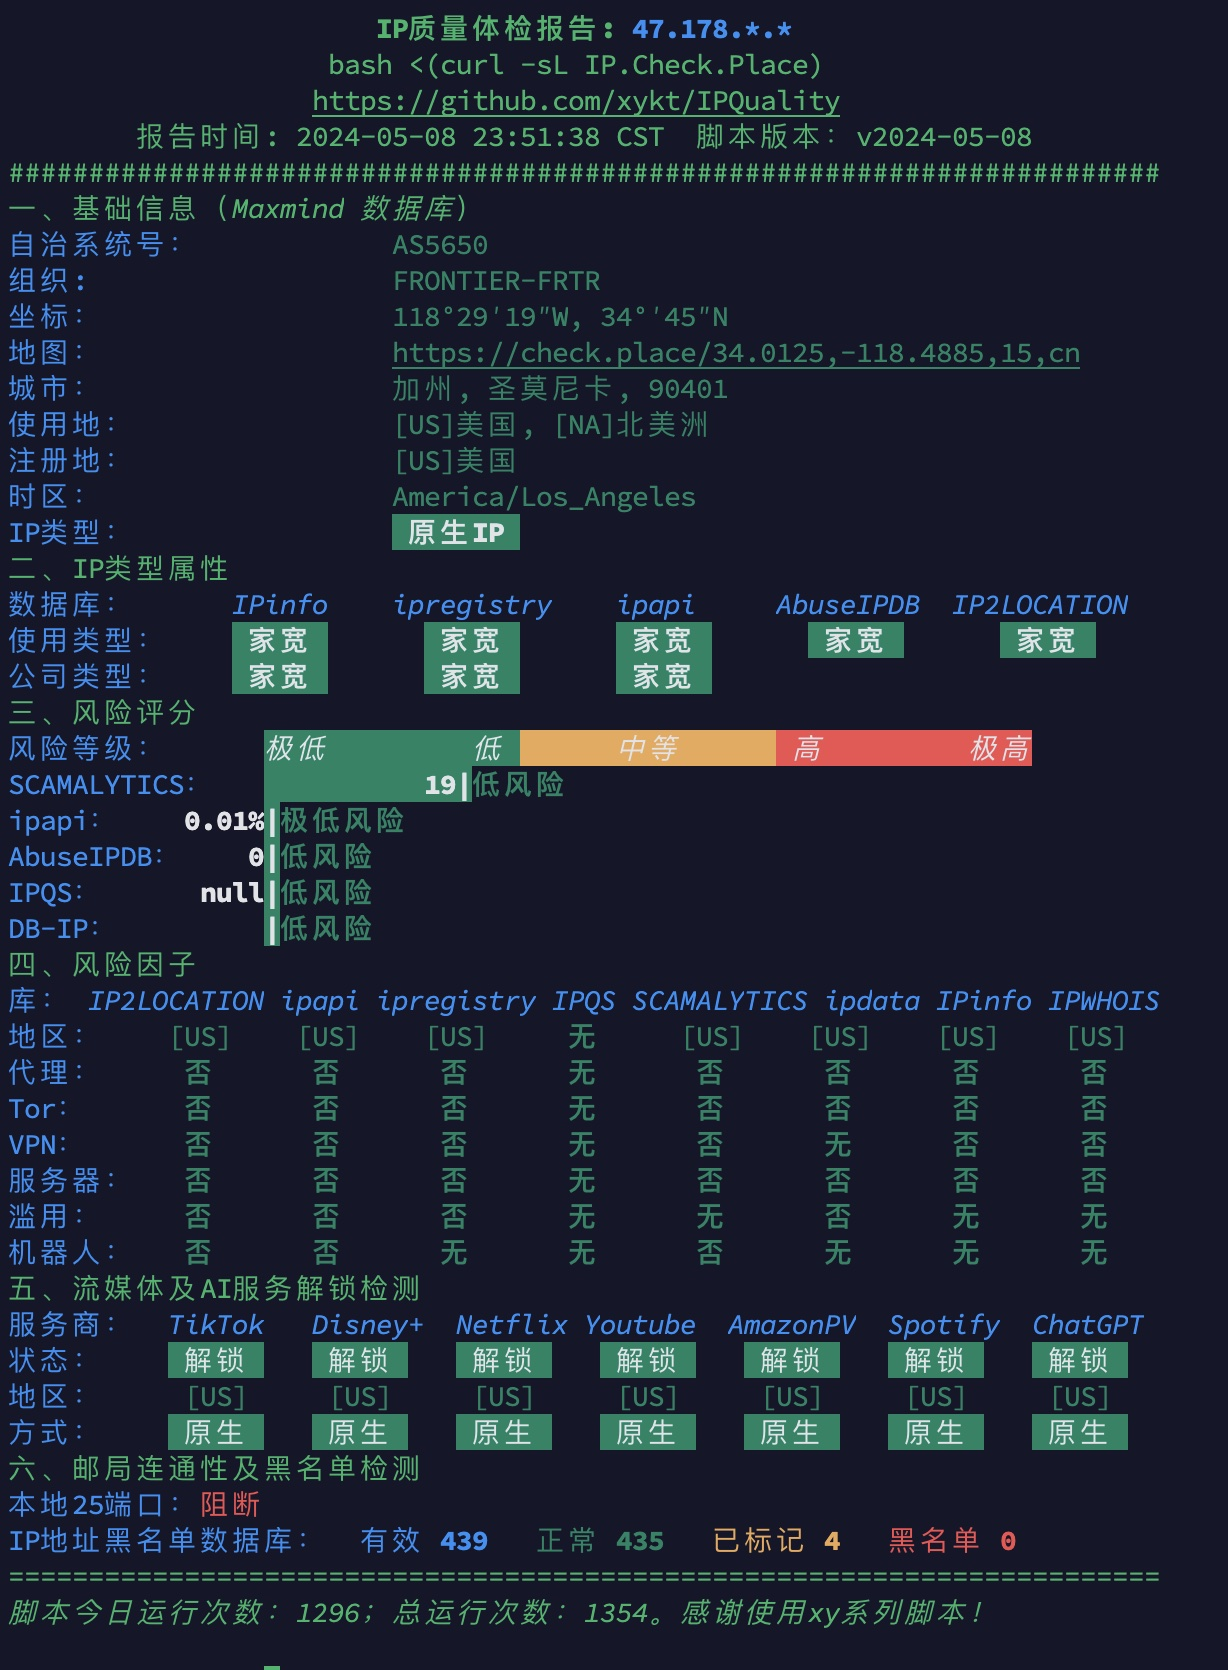 IP质量体检报告: 47.178.*.*
bash <(curl -sL IP.Check.Place)
https://github.com/xykt/IPQuality
报告时间: 2024-05-08 23:51:38 CST  脚本版本: v2024-05-08
########################################################################
一、基础信息（Maxmind 数据库）
自治系统号: AS5650
组织: FRONTIER-FRTR
坐标: 118°29′19″W, 34°′45″N
地图: https://check.place/34.0125,-118.4885,15,cn
城市: 加州, 圣莫尼卡, 90401
使用地: [US]美国, [NA]北美洲
注册地: [US]美国
时区: America/Los_Angeles
IP类型: 原生IP
二、IP类型属性
数据库: IPinfo ipregistry ipapi AbuseIPDB IP2LOCATION
使用类型: 家宽 家宽 家宽 家宽 家宽
公司类型: 家宽 家宽 家宽
三、风险评分
风险等级: 极低 低 中等 高 极高
SCAMALYTICS: 19|低风险
ipapi: 0.01%|极低风险
AbuseIPDB: 0|低风险
IPQS: null|低风险
DB-IP: |低风险
四、风险因子
库: IP2LOCATION ipapi ipregistry IPQS SCAMALYTICS ipdata IPinfo IPWHOIS
地区: [US] [US] [US] 无 [US] [US] [US] [US]
代理: 否 否 否 无 否 否 否 否
Tor: 否 否 否 无 否 否 否 否
VPN: 否 否 否 无 否 无 否 否
服务器: 否 否 否 无 否 否 否 否
滥用: 否 否 否 无 无 否 无 无
机器人: 否 否 无 无 否 无 无 无
五、流媒体及AI服务解锁检测
服务商: TikTok Disney+ Netflix Youtube AmazonPV Spotify ChatGPT
状态: 解锁 解锁 解锁 解锁 解锁 解锁 解锁
地区: [US] [US] [US] [US] [US] [US] [US]
方式: 原生 原生 原生 原生 原生 原生 原生
六、邮局连通性及黑名单检测
本地25端口: 阻断
IP地址黑名单数据库: 有效 439 正常 435 已标记 4 黑名单 0
========================================================================
脚本今日运行次数: 1296; 总运行次数: 1354。感谢使用xy系列脚本!